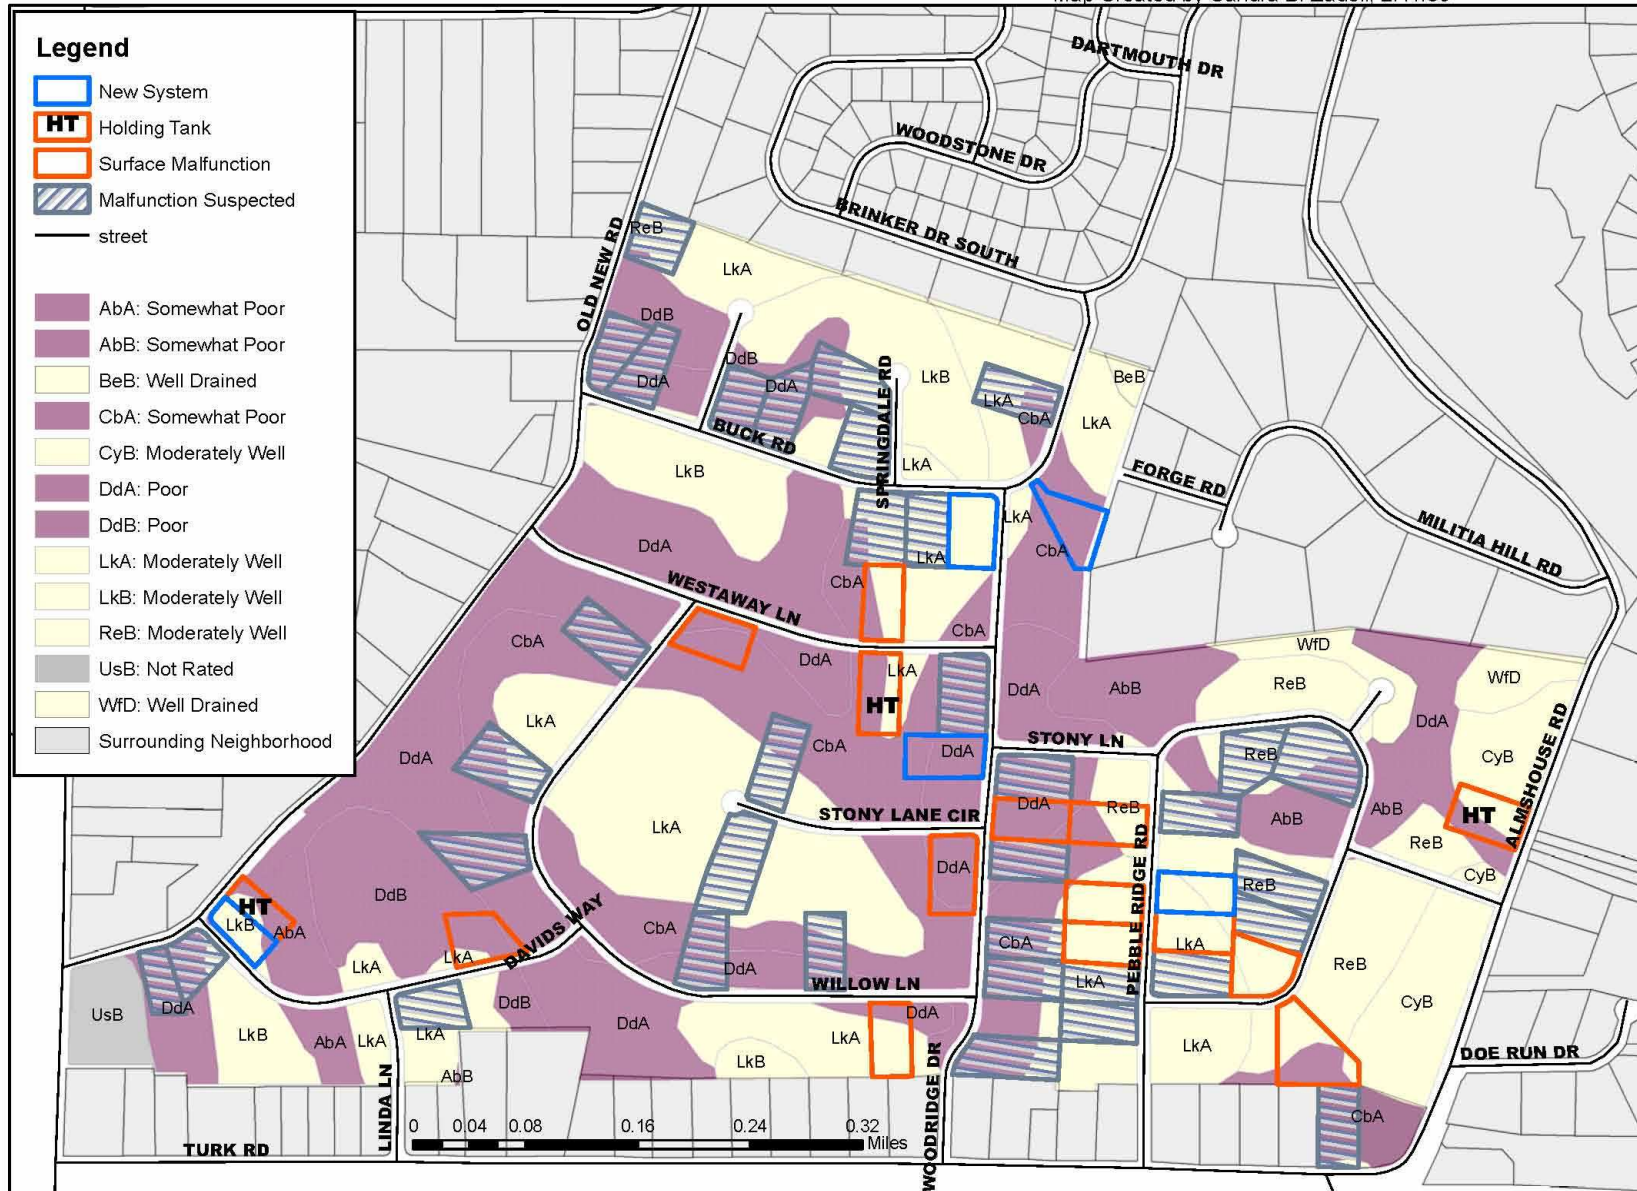 Map Created by Sandra B.
Legend
New System
HT Holding Tank
Surface Malfunction
Malfunction Suspected
street
AbA: Somewhat Poor
AbB: Somewhat Poor
BeB: Well Drained
CbA: Somewhat Poor
CyB: Moderately Well
DdA: Poor
DdB: Poor
LkA: Moderately Well
LkB: Moderately Well
ReB: Moderately Well
UsB: Not Rated
WfD: Well Drained
Surrounding Neighborhood
DARTMOUTH DR
WOODSTONE DR
BRINKER DR SOUTH
OLD NEW RD
ReB
LkA
DdB
DdB
DdA
DdA
BUCK RD
SPRINGDALE RD
LkB
LkA
CbA
BeB
LkA
LkA
LkB
FORGE RD
MILITIA HILL RD
LkA
CbA
LkA
DdA
CbA
WESTAWAY LN
CbA
CbA
DdA
LkA
HT
DdA
AbB
WfD
ReB
WfD
DdA
CyB
LkA
DdA
CbA
DdA
STONY LN
ReB
ALMSHOUSE RD
STONY LANE CIR
LkA
DdA
ReB
AbB
AbB
HT
ReB
CyB
DdA
PEBBLE RIDGE RD
ReB
DdB
HT
LkB
AbA
DAVIDS WAY
CbA
CbA
LkA
LkA
LkA
DdA
WILLOW LN
LkA
ReB
CyB
UsB
DdA
LkB
AbA
LkA
LkA
DdB
DdA
LkA
DdA
LkB
LkA
DOE RUN DR
AbB
CbA
LINDA LN
WOODRIDGE DR
TURK RD
0 0.04 0.08 0.16 0.24 0.32
Miles